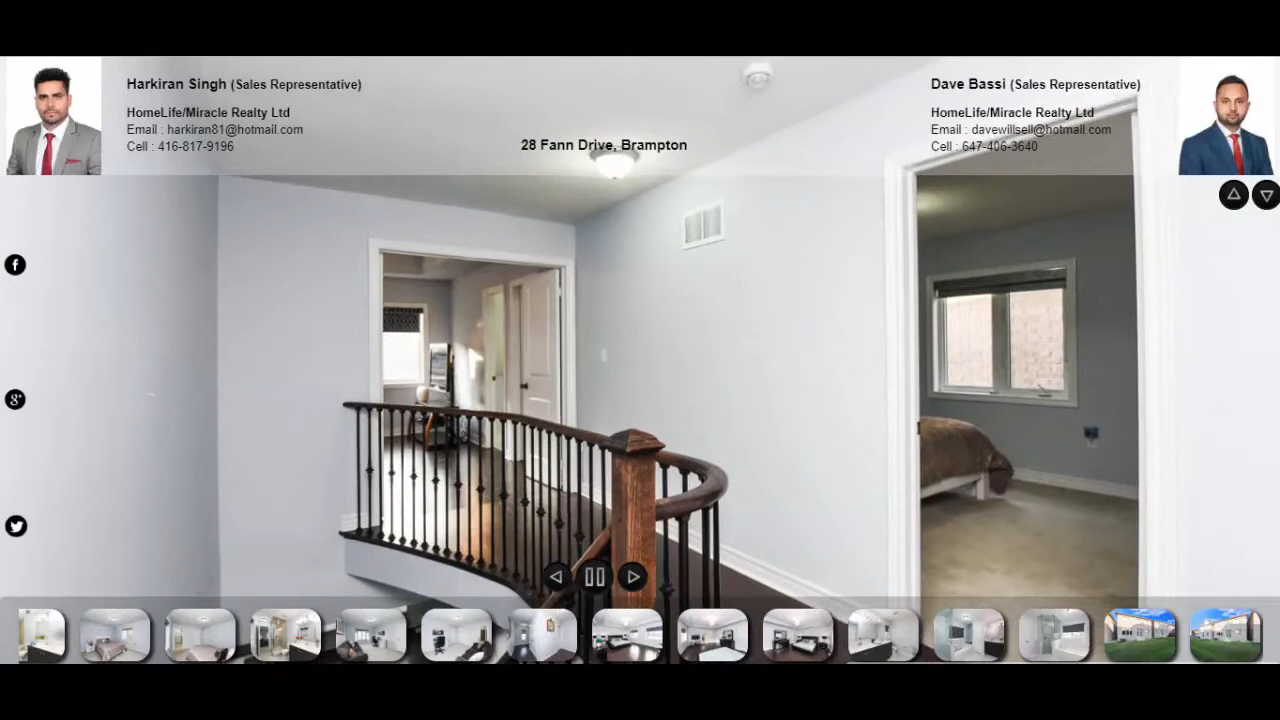 Harkiran Singh (Sales Representative)
HomeLife/Miracle Realty Ltd
Email : harkiran81@hotmail.com
Cell : 416-817-9196
28 Fann Drive, Brampton
Dave Bassi (Sales Representative)
HomeLife/Miracle Realty Ltd
Email : davewillsell@hotmail.com
Cell : 647-406-3640